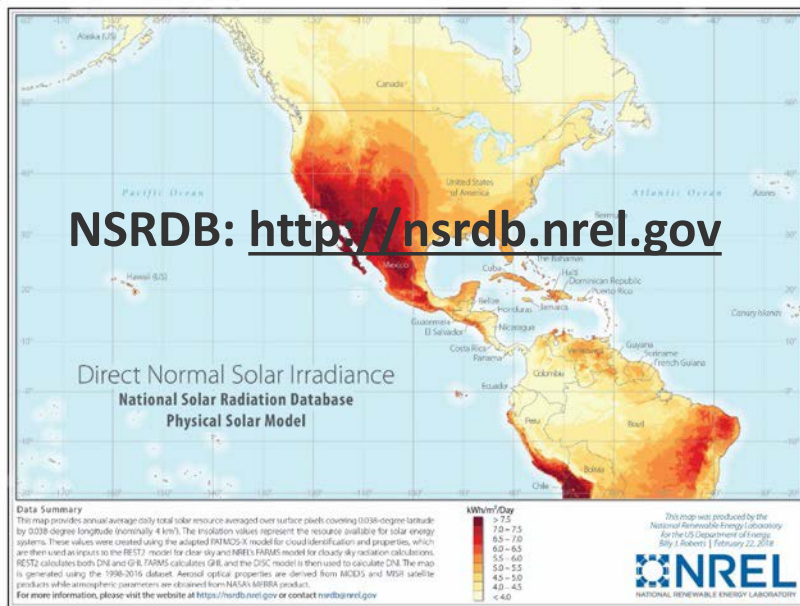 Alaska (US)
Canada
United States
of America
Pacific Ocean
Atlantic Ocean
Azores
Bermuda
NSRDB: http://nsrdb.nrel.gov
Mexico
The Bahamas
Cuba
Haiti
Dominican Republic
Puerto Rico
Hawaii (US)
Belize
Jamaica
Honduras
Canary Islands
Guatemala
El Salvador
Nicaragua
Costa Rica
Panama
Venezuela
Guyana
Suriname
French Guiana
Colombia
Ecuador
Peru
Brazil
Bolivia
Chile
Direct Normal Solar Irradiance
National Solar Radiation Database
Physical Solar Model
Data Summary
This map provides annual average daily total solar resource averaged over surface pixels covering 0.038-degree latitude
by 0.038-degree longitude (nominally 4 km²). The insolation values represent the resource available for solar energy
systems. These values were created using the adapted PATMOS-X model for cloud identification and properties, which
are then used as inputs to the REST2 model for clear sky and NREL's FARMS model for cloudy sky radiation calculations.
REST2 calculates both DNI and GHI, FARMS calculates GHI, and the DISC model is then used to calculate DNI. The map
is generated using the 1998-2016 dataset. Aerosol optical properties are derived from MODIS and MISR satellite
products while atmospheric parameters are obtained from NASA's MERRA product.
For more information, please visit the website at https://nsrdb.nrel.gov or contact nsrdb@nrel.gov
kWh/m²/Day
> 7.5
7.0 - 7.5
6.5 - 7.0
6.0 - 6.5
5.5 - 6.0
5.0 - 5.5
4.5 - 5.0
4.0 - 4.5
< 4.0
This map was produced by the
National Renewable Energy Laboratory
for the US Department of Energy.
Billy J. Roberts | February 22, 2018
NREL
NATIONAL RENEWABLE ENERGY LABORATORY